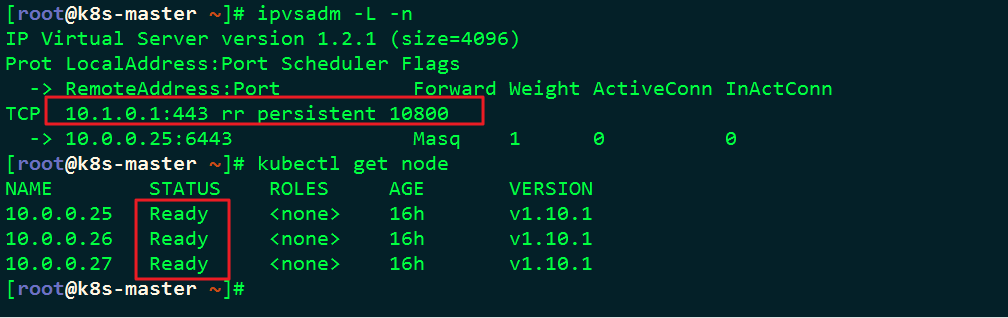 [root@k8s-master ~]# ipvsadm -L -n
IP Virtual Server version 1.2.1 (size=4096)
Prot LocalAddress:Port Scheduler Flags
  -> RemoteAddress:Port           Forward Weight ActiveConn InActConn
TCP  10.1.0.1:443 rr persistent 10800
  -> 10.0.0.25:6443               Masq    1      0          0
[root@k8s-master ~]# kubectl get node
NAME        STATUS    ROLES     AGE       VERSION
10.0.0.25   Ready     <none>    16h       v1.10.1
10.0.0.26   Ready     <none>    16h       v1.10.1
10.0.0.27   Ready     <none>    16h       v1.10.1
[root@k8s-master ~]#